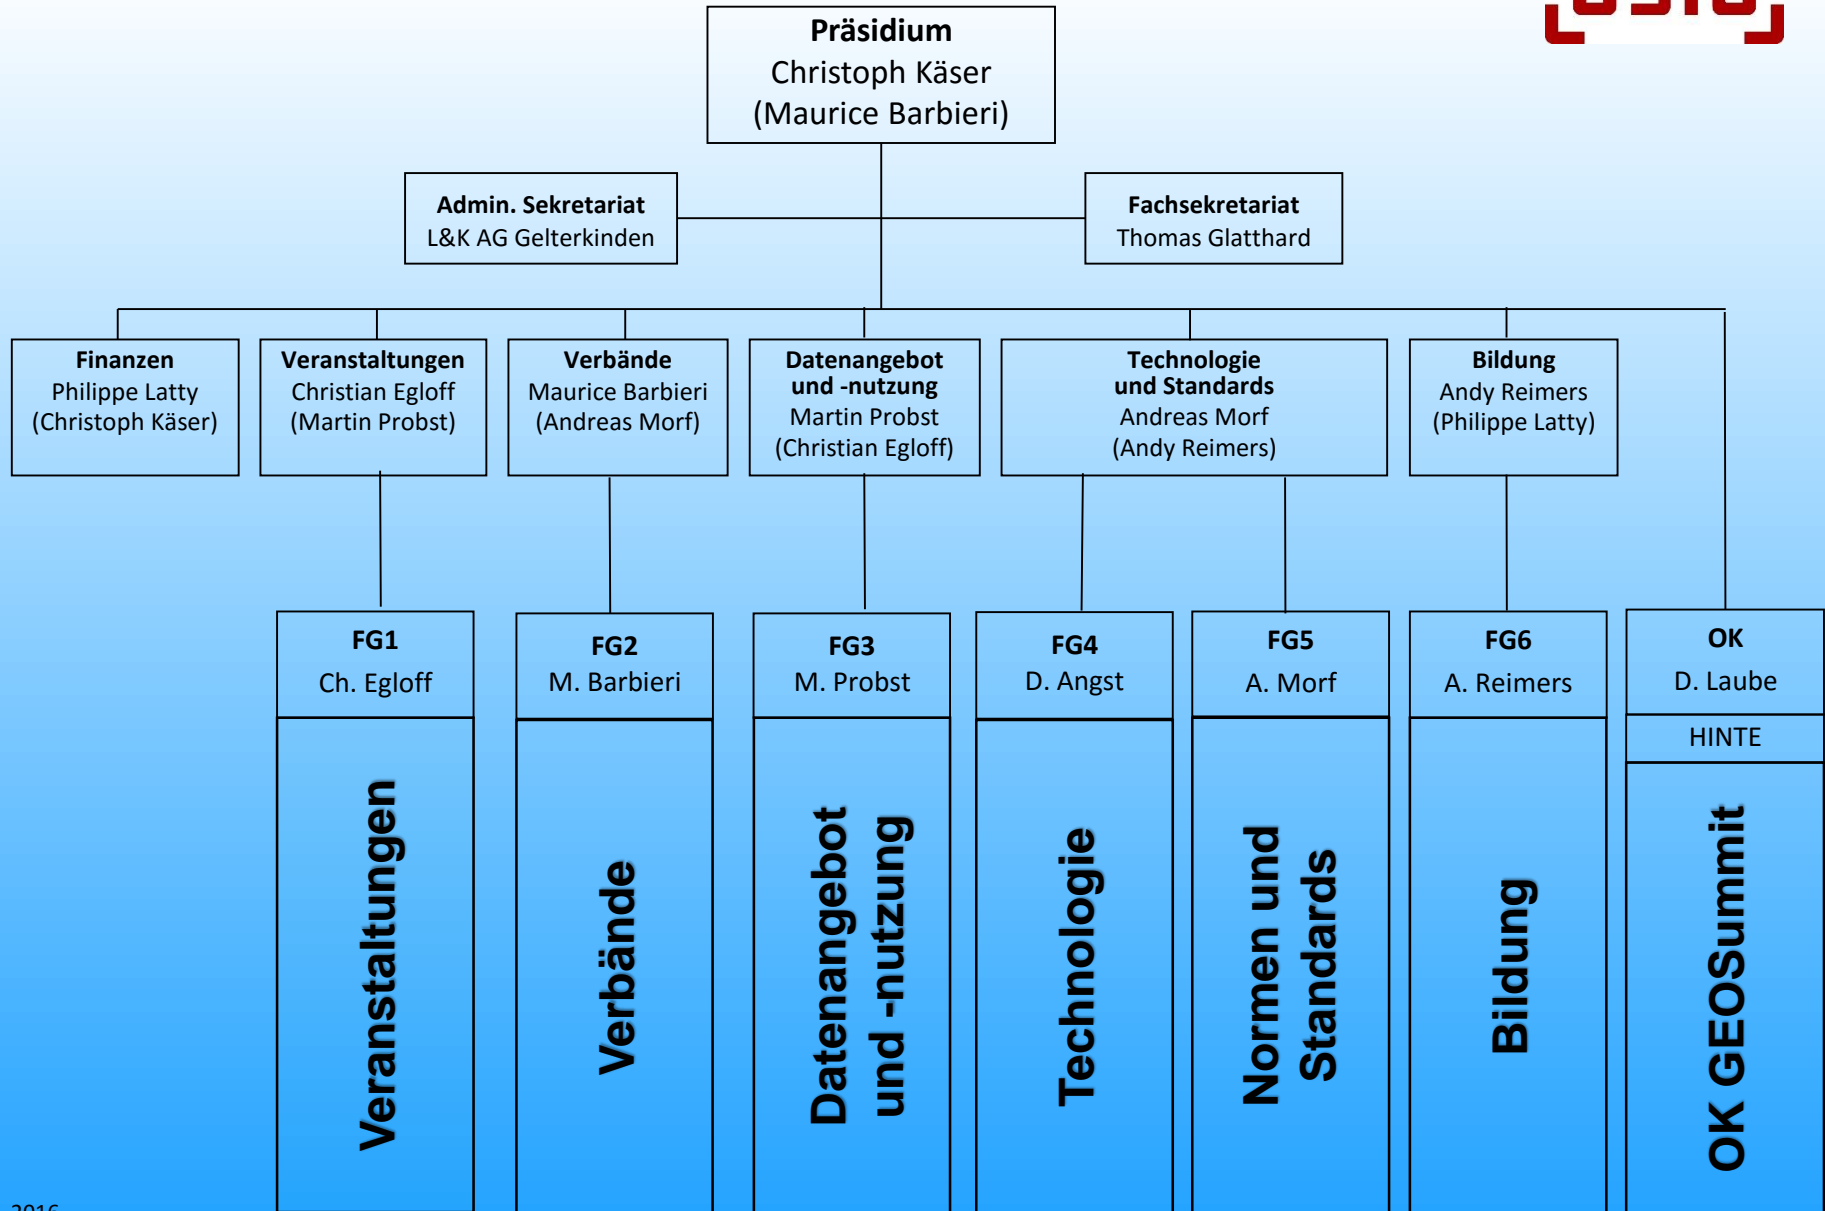 Präsidium
Christoph Käser
(Maurice Barbieri)
Admin. Sekretariat
L&K AG Gelterkinden
Fachsekretariat
Thomas Glatthard
Finanzen
Philippe Latty
(Christoph Käser)
Veranstaltungen
Christian Egloff
(Martin Probst)
Verbände
Maurice Barbieri
(Andreas Morf)
Datenangebot
und -nutzung
Martin Probst
(Christian Egloff)
Technologie
und Standards
Andreas Morf
(Andy Reimers)
Bildung
Andy Reimers
(Philippe Latty)
FG1
Ch. Egloff
Veranstaltungen
FG2
M. Barbieri
Verbände
FG3
M. Probst
Datenangebot
und -nutzung
FG4
D. Angst
Technologie
FG5
A. Morf
Normen und
Standards
FG6
A. Reimers
Bildung
OK
D. Laube
HINTE
OK GEOSummit
2016